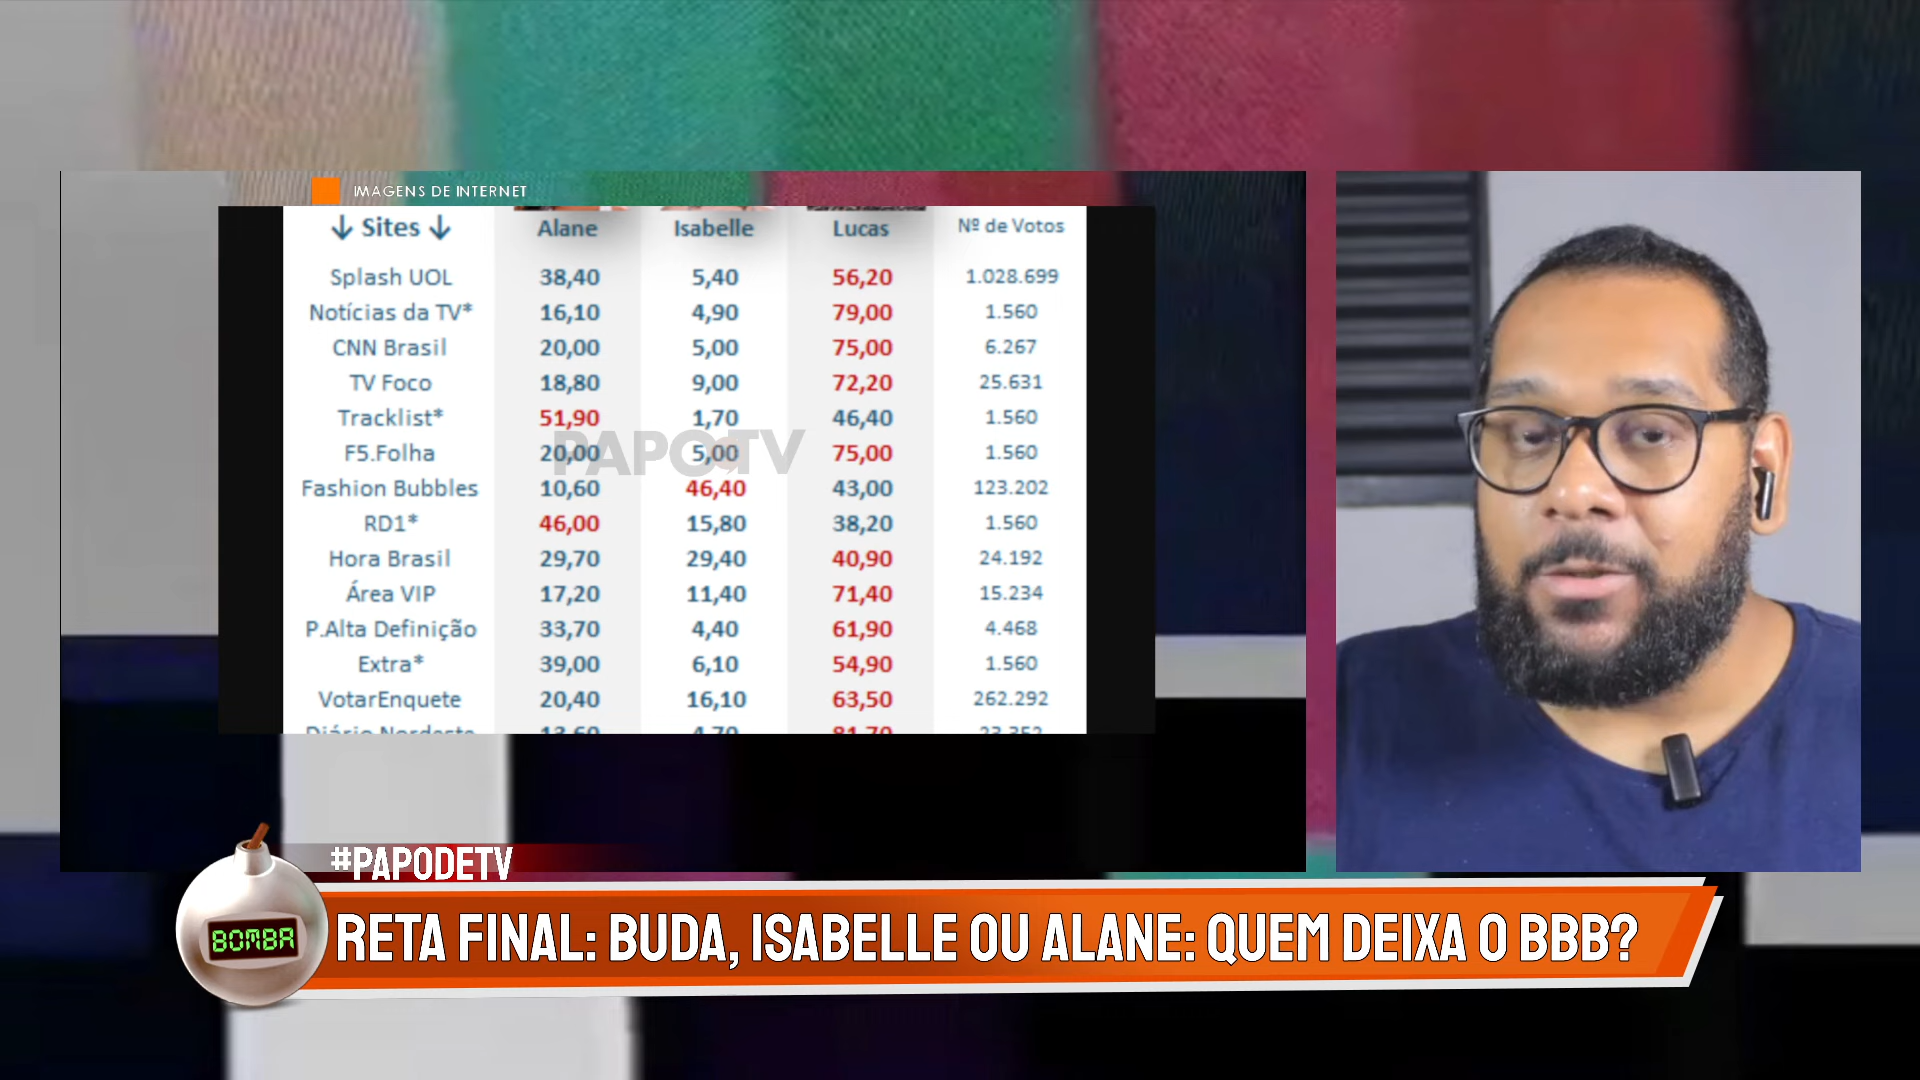 IMAGENS DE INTERNET
↓ Sites ↓ Alane Isabelle Lucas Nº de Votos
Splash UOL 38,40 5,40 56,20 1.028.699
Notícias da TV* 16,10 4,90 79,00 1.560
CNN Brasil 20,00 5,00 75,00 6.267
TV Foco 18,80 9,00 72,20 25.631
Tracklist* 51,90 1,70 46,40 1.560
PAPO TV
F5.Folha 20,00 5,00 75,00 1.560
Fashion Bubbles 10,60 46,40 43,00 123.202
RD1* 46,00 15,80 38,20 1.560
Hora Brasil 29,70 29,40 40,90 24.192
Área VIP 17,20 11,40 71,40 15.234
P.Alta Definição 33,70 4,40 61,90 4.468
Extra* 39,00 6,10 54,90 1.560
VotarEnquete 20,40 16,10 63,50 262.292
#PAPODETV
BOMBA
RETA FINAL: BUDA, ISABELLE OU ALANE: QUEM DEIXA O BBB?